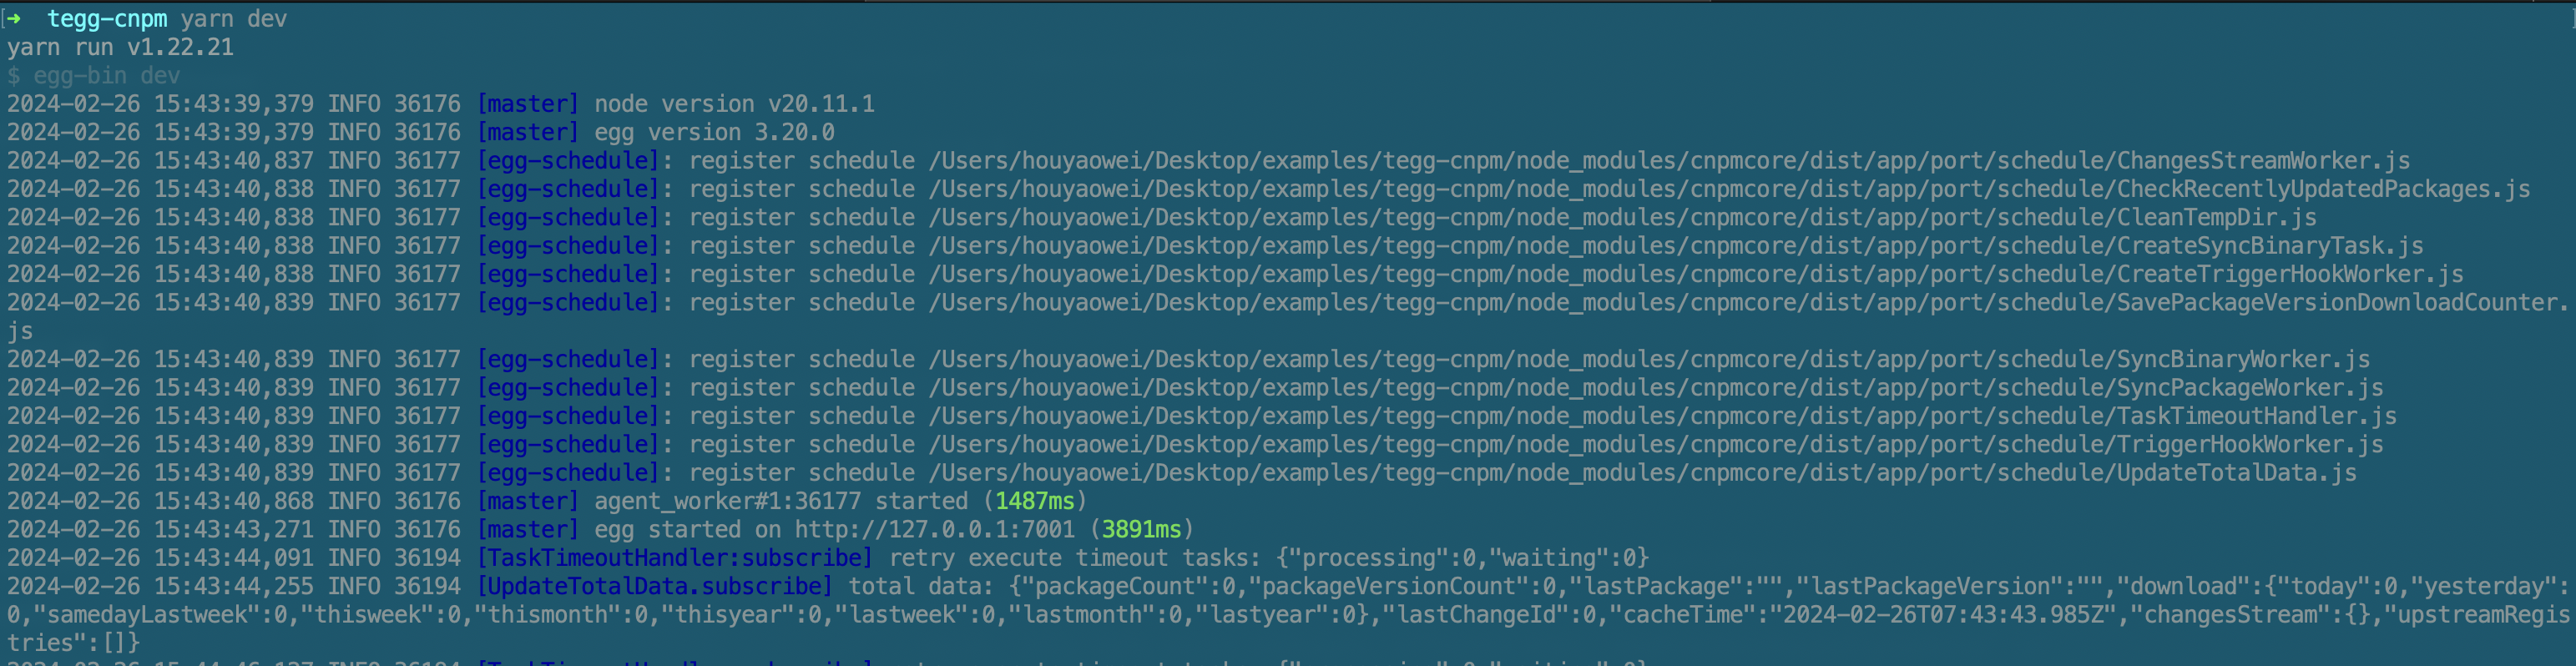 [→ tegg-cnpm yarn dev ]
yarn run v1.22.21
$ egg-bin dev
2024-02-26 15:43:39,379 INFO 36176 [master] node version v20.11.1
2024-02-26 15:43:39,379 INFO 36176 [master] egg version 3.20.0
2024-02-26 15:43:40,837 INFO 36177 [egg-schedule]: register schedule /Users/houyaowei/Desktop/examples/tegg-cnpm/node_modules/cnpmcore/dist/app/port/schedule/ChangesStreamWorker.js
2024-02-26 15:43:40,838 INFO 36177 [egg-schedule]: register schedule /Users/houyaowei/Desktop/examples/tegg-cnpm/node_modules/cnpmcore/dist/app/port/schedule/CheckRecentlyUpdatedPackages.js
2024-02-26 15:43:40,838 INFO 36177 [egg-schedule]: register schedule /Users/houyaowei/Desktop/examples/tegg-cnpm/node_modules/cnpmcore/dist/app/port/schedule/CleanTempDir.js
2024-02-26 15:43:40,838 INFO 36177 [egg-schedule]: register schedule /Users/houyaowei/Desktop/examples/tegg-cnpm/node_modules/cnpmcore/dist/app/port/schedule/CreateSyncBinaryTask.js
2024-02-26 15:43:40,838 INFO 36177 [egg-schedule]: register schedule /Users/houyaowei/Desktop/examples/tegg-cnpm/node_modules/cnpmcore/dist/app/port/schedule/CreateTriggerHookWorker.js
2024-02-26 15:43:40,839 INFO 36177 [egg-schedule]: register schedule /Users/houyaowei/Desktop/examples/tegg-cnpm/node_modules/cnpmcore/dist/app/port/schedule/SavePackageVersionDownloadCounter.
js
2024-02-26 15:43:40,839 INFO 36177 [egg-schedule]: register schedule /Users/houyaowei/Desktop/examples/tegg-cnpm/node_modules/cnpmcore/dist/app/port/schedule/SyncBinaryWorker.js
2024-02-26 15:43:40,839 INFO 36177 [egg-schedule]: register schedule /Users/houyaowei/Desktop/examples/tegg-cnpm/node_modules/cnpmcore/dist/app/port/schedule/SyncPackageWorker.js
2024-02-26 15:43:40,839 INFO 36177 [egg-schedule]: register schedule /Users/houyaowei/Desktop/examples/tegg-cnpm/node_modules/cnpmcore/dist/app/port/schedule/TaskTimeoutHandler.js
2024-02-26 15:43:40,839 INFO 36177 [egg-schedule]: register schedule /Users/houyaowei/Desktop/examples/tegg-cnpm/node_modules/cnpmcore/dist/app/port/schedule/TriggerHookWorker.js
2024-02-26 15:43:40,839 INFO 36177 [egg-schedule]: register schedule /Users/houyaowei/Desktop/examples/tegg-cnpm/node_modules/cnpmcore/dist/app/port/schedule/UpdateTotalData.js
2024-02-26 15:43:40,868 INFO 36176 [master] agent_worker#1:36177 started (1487ms)
2024-02-26 15:43:43,271 INFO 36176 [master] egg started on http://127.0.0.1:7001 (3891ms)
2024-02-26 15:43:44,091 INFO 36194 [TaskTimeoutHandler:subscribe] retry execute timeout tasks: {"processing":0,"waiting":0}
2024-02-26 15:43:44,255 INFO 36194 [UpdateTotalData.subscribe] total data: {"packageCount":0,"packageVersionCount":0,"lastPackage":"","lastPackageVersion":"","download":{"today":0,"yesterday":
0,"samedayLastweek":0,"thisweek":0,"thismonth":0,"thisyear":0,"lastweek":0,"lastmonth":0,"lastyear":0},"lastChangeId":0,"cacheTime":"2024-02-26T07:43:43.985Z","changesStream":{},"upstreamRegis
tries":[]}